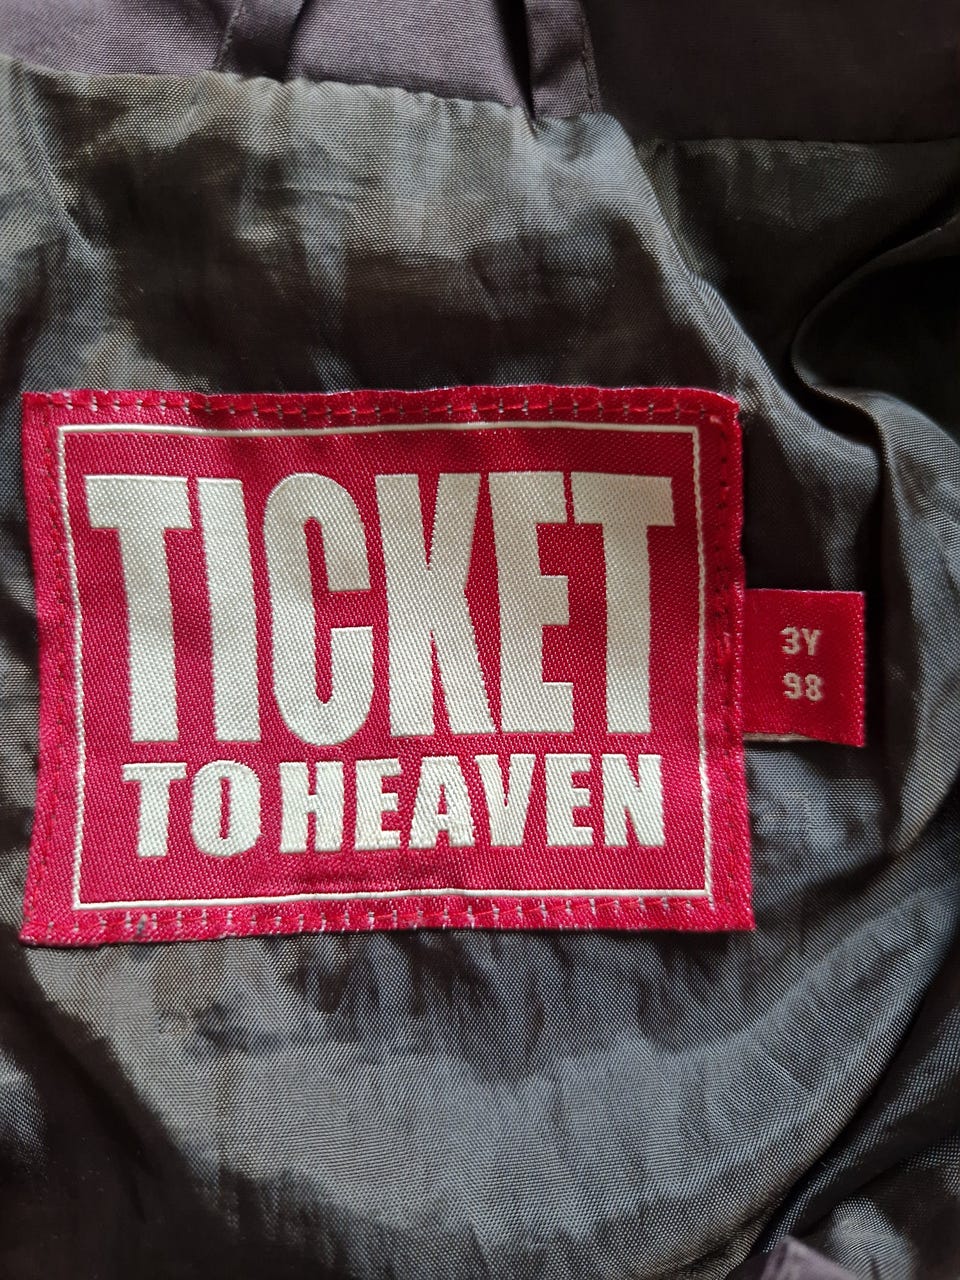 TICKET
TO HEAVEN
3Y
98